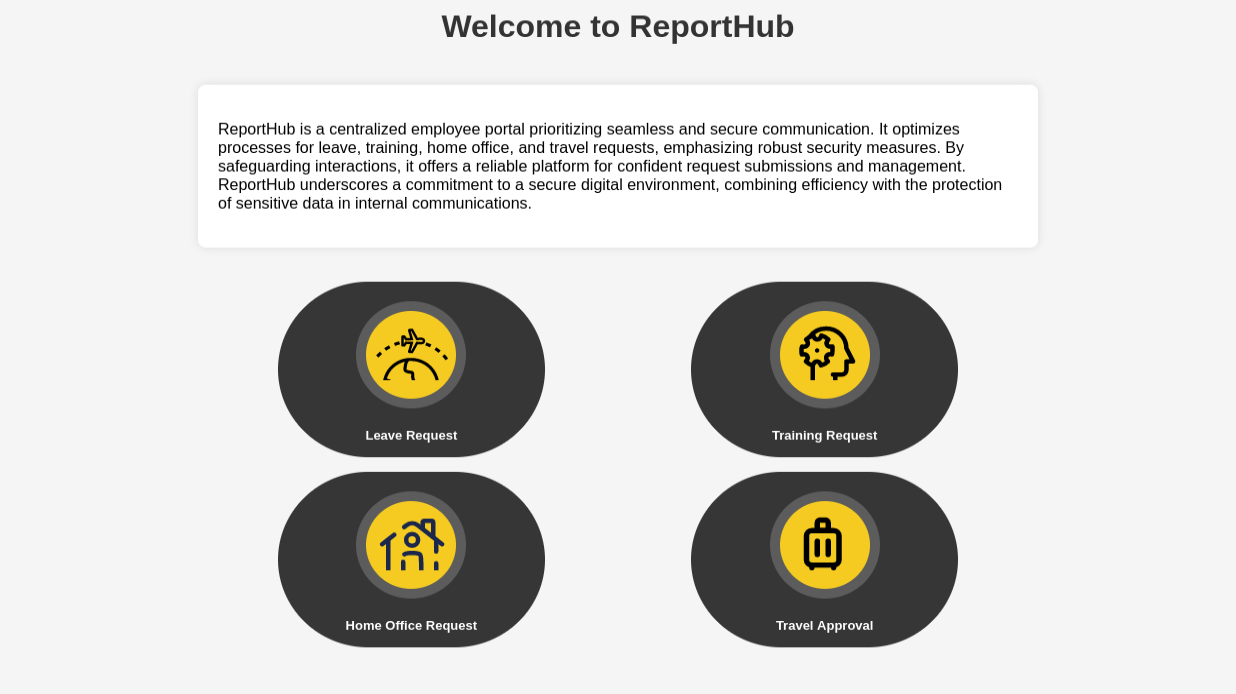 Welcome to ReportHub
ReportHub is a centralized employee portal prioritizing seamless and secure communication. It optimizes
processes for leave, training, home office, and travel requests, emphasizing robust security measures. By
safeguarding interactions, it offers a reliable platform for confident request submissions and management.
ReportHub underscores a commitment to a secure digital environment, combining efficiency with the protection
of sensitive data in internal communications.
Leave Request
Training Request
Home Office Request
Travel Approval